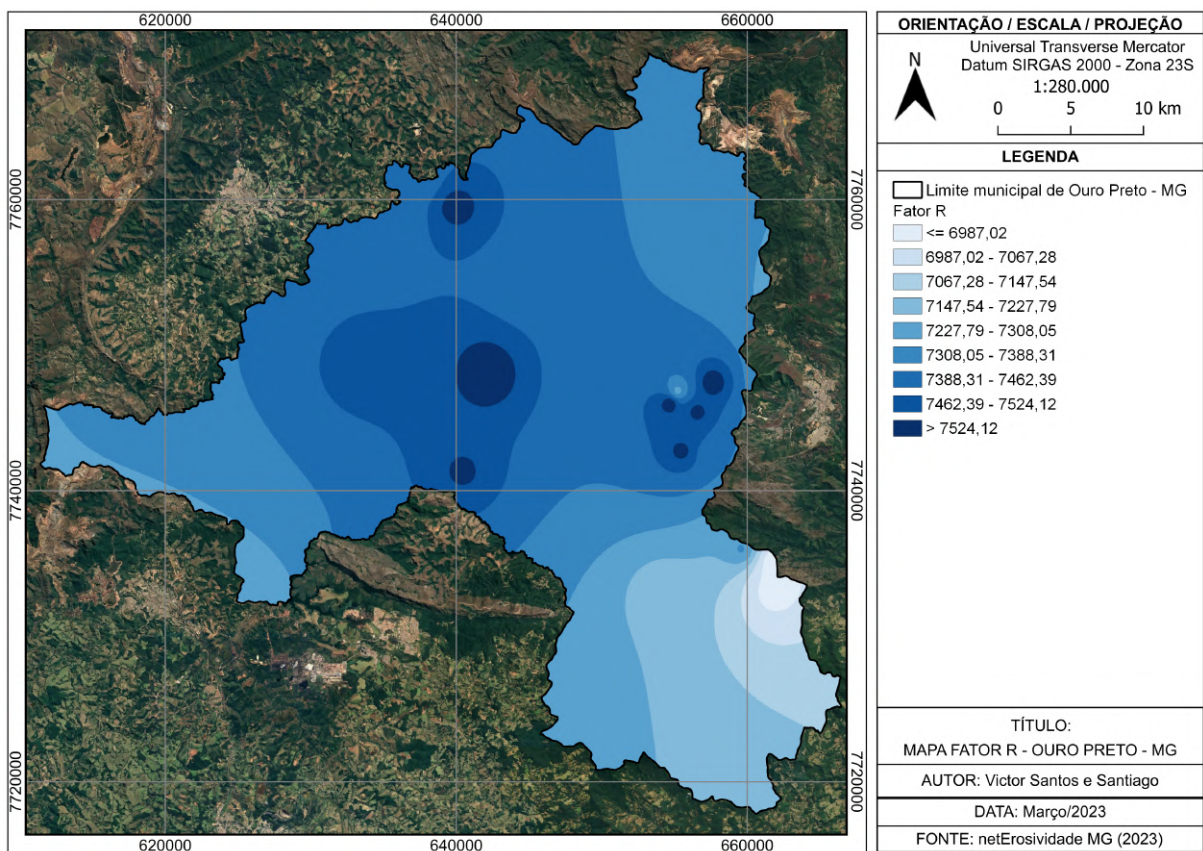 620000
640000
660000
7760000
7760000
7740000
7740000
7720000
7720000
620000
640000
660000
ORIENTAÇÃO / ESCALA / PROJEÇÃO
N
Universal Transverse Mercator
Datum SIRGAS 2000 - Zona 23S
1:280.000
0 5 10 km
LEGENDA
Limite municipal de Ouro Preto - MG
Fator R
<= 6987,02
6987,02 - 7067,28
7067,28 - 7147,54
7147,54 - 7227,79
7227,79 - 7308,05
7308,05 - 7388,31
7388,31 - 7462,39
7462,39 - 7524,12
> 7524,12
TÍTULO:
MAPA FATOR R - OURO PRETO - MG
AUTOR: Victor Santos e Santiago
DATA: Março/2023
FONTE: netErosividade MG (2023)